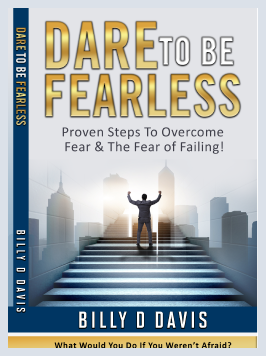 DARE TO BE FEARLESS
BILLY D DAVIS
DARE TO BE
FEARLESS
Proven Steps To Overcome
Fear & The Fear of Failing!
BILLY D DAVIS
What Would You Do If You Weren't Afraid?